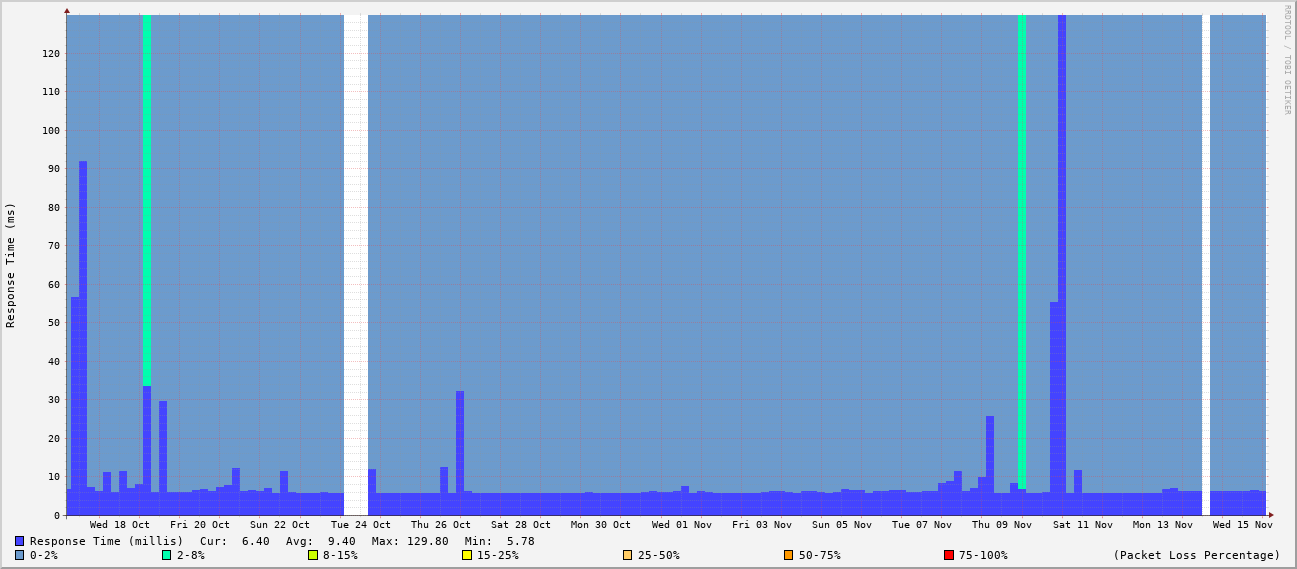 RRDTOOL / TOBI OETIKER
Response Time (ms)
120
110
100
90
80
70
60
50
40
30
20
10
0
Wed 18 Oct Fri 20 Oct Sun 22 Oct Tue 24 Oct Thu 26 Oct Sat 28 Oct Mon 30 Oct Wed 01 Nov Fri 03 Nov Sun 05 Nov Tue 07 Nov Thu 09 Nov Sat 11 Nov Mon 13 Nov Wed 15 Nov
Response Time (millis) Cur: 6.40 Avg: 9.40 Max: 129.80 Min: 5.78
0-2% 2-8% 8-15% 15-25% 25-50% 50-75% 75-100% (Packet Loss Percentage)